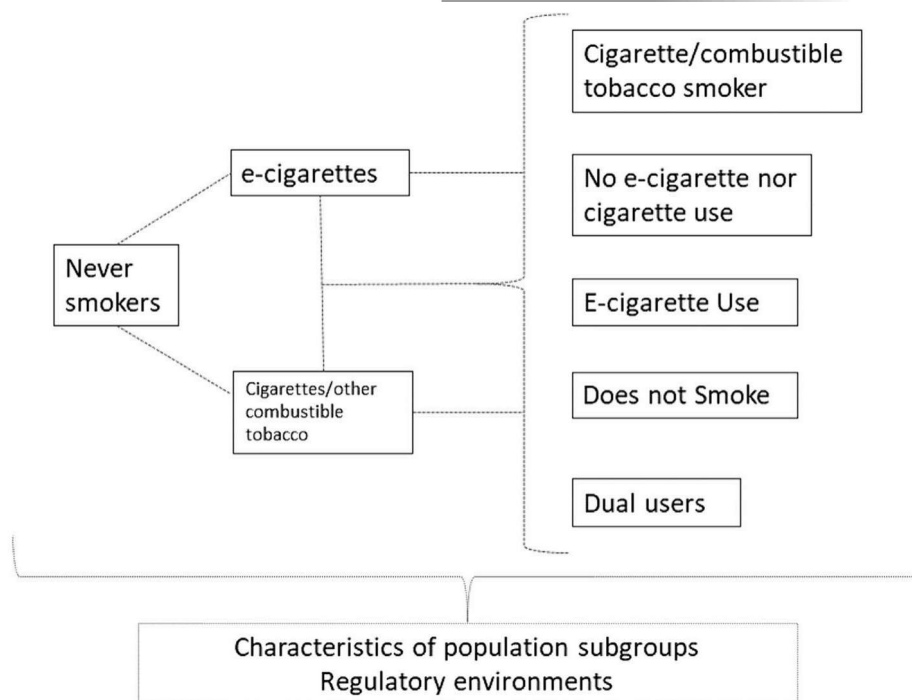 Cigarette/combustible
tobacco smoker
e-cigarettes
No e-cigarette nor
cigarette use
Never
smokers
E-cigarette Use
Cigarettes/other
combustible
tobacco
Does not Smoke
Dual users
Characteristics of population subgroups
Regulatory environments